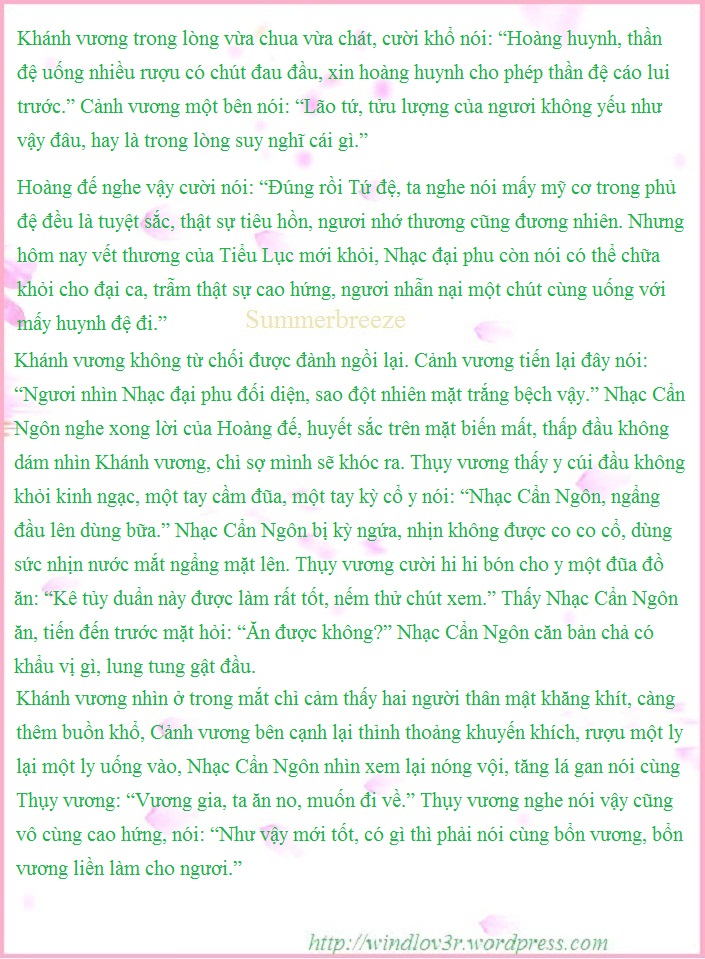 Khánh vương trong lòng vừa chua vừa chát, cười khổ nói: “Hoàng huynh, thần
đệ uống nhiều rượu có chút đau đầu, xin hoàng huynh cho phép thần đệ cáo lui
trước.” Cảnh vương một bên nói: “Lão tứ, tửu lượng của ngươi không yếu như
vậy đâu, hay là trong lòng suy nghĩ cái gì.”
Hoàng đế nghe vậy cười nói: “Đúng rồi Tứ đệ, ta nghe nói mấy mỹ cơ trong phủ
đệ đều là tuyệt sắc, thật sự tiêu hồn, ngươi nhớ thương cũng đương nhiên. Nhưng
hôm nay vết thương của Tiểu Lục mới khỏi, Nhạc đại phu còn nói có thể chữa
khỏi cho đại ca, trẫm thật sự cao hứng, ngươi nhẫn nại một chút cùng uống với
mấy huynh đệ đi.”
Summerbreeze
Khánh vương không từ chối được đành ngồi lại. Cảnh vương tiến lại đây nói:
“Ngươi nhìn Nhạc đại phu đối diện, sao đột nhiên mặt trắng bệch vậy.” Nhạc Cẩn
Ngôn nghe xong lời của Hoàng đế, huyết sắc trên mặt biến mất, thấp đầu không
dám nhìn Khánh vương, chỉ sợ mình sẽ khóc ra. Thụy vương thấy y cúi đầu không
khỏi kinh ngạc, một tay cầm đũa, một tay kỳ cổ y nói: “Nhạc Cẩn Ngôn, ngẩng
đầu lên dùng bữa.” Nhạc Cẩn Ngôn bị kỳ ngứa, nhịn không được co co cổ, dùng
sức nhịn nước mắt ngẩng mặt lên. Thụy vương cười hi hi bón cho y một đũa đồ
ăn: “Kê tủy duẩn này được làm rất tốt, nếm thử chút xem.” Thấy Nhạc Cẩn Ngôn
ăn, tiến đến trước mặt hỏi: “Ăn được không?” Nhạc Cẩn Ngôn căn bản chả có
khẩu vị gì, lung tung gật đầu.
Khánh vương nhìn ở trong mắt chỉ cảm thấy hai người thân mật khăng khít, càng
thêm buồn khổ, Cảnh vương bên cạnh lại thỉnh thoảng khuyến khích, rượu một ly
lại một ly uống vào, Nhạc Cẩn Ngôn nhìn xem lại nóng vội, tăng lá gan nói cùng
Thụy vương: “Vương gia, ta ăn no, muốn đi về.” Thụy vương nghe nói vậy cũng
vô cùng cao hứng, nói: “Như vậy mới tốt, có gì thì phải nói cùng bổn vương, bổn
vương liền làm cho ngươi.”
http://windlov3r.wordpress.com